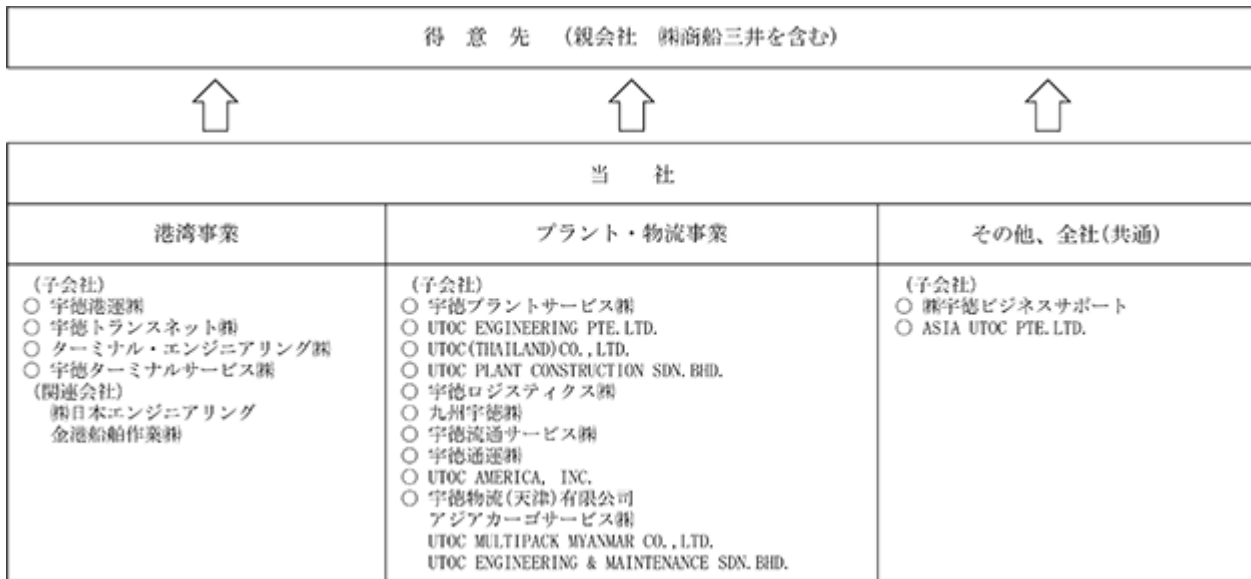 得 意 先 (親会社 ㈱商船三井を含む)
当 社
港湾事業
プラント・物流事業
その他、全社(共通)
(子会社)
○ 宇徳港運㈱
○ 宇徳トランスネット㈱
○ ターミナル・エンジニアリング㈱
○ 宇徳ターミナルサービス㈱
(関連会社)
㈱日本エンジニアリング
金港船舶作業㈱
(子会社)
○ 宇徳プラントサービス㈱
○ UTOC ENGINEERING PTE.LTD.
○ UTOC(THAILAND)CO.,LTD.
○ UTOC PLANT CONSTRUCTION SDN.BHD.
○ 宇徳ロジスティクス㈱
○ 九州宇徳㈱
○ 宇徳流通サービス㈱
○ 宇徳通運㈱
○ UTOC AMERICA, INC.
○ 宇徳物流(天津)有限公司
アジアカーゴサービス㈱
UTOC MULTIPACK MYANMAR CO.,LTD.
UTOC ENGINEERING & MAINTENANCE SDN.BHD.
(子会社)
○ ㈱宇徳ビジネスサポート
○ ASIA UTOC PTE.LTD.